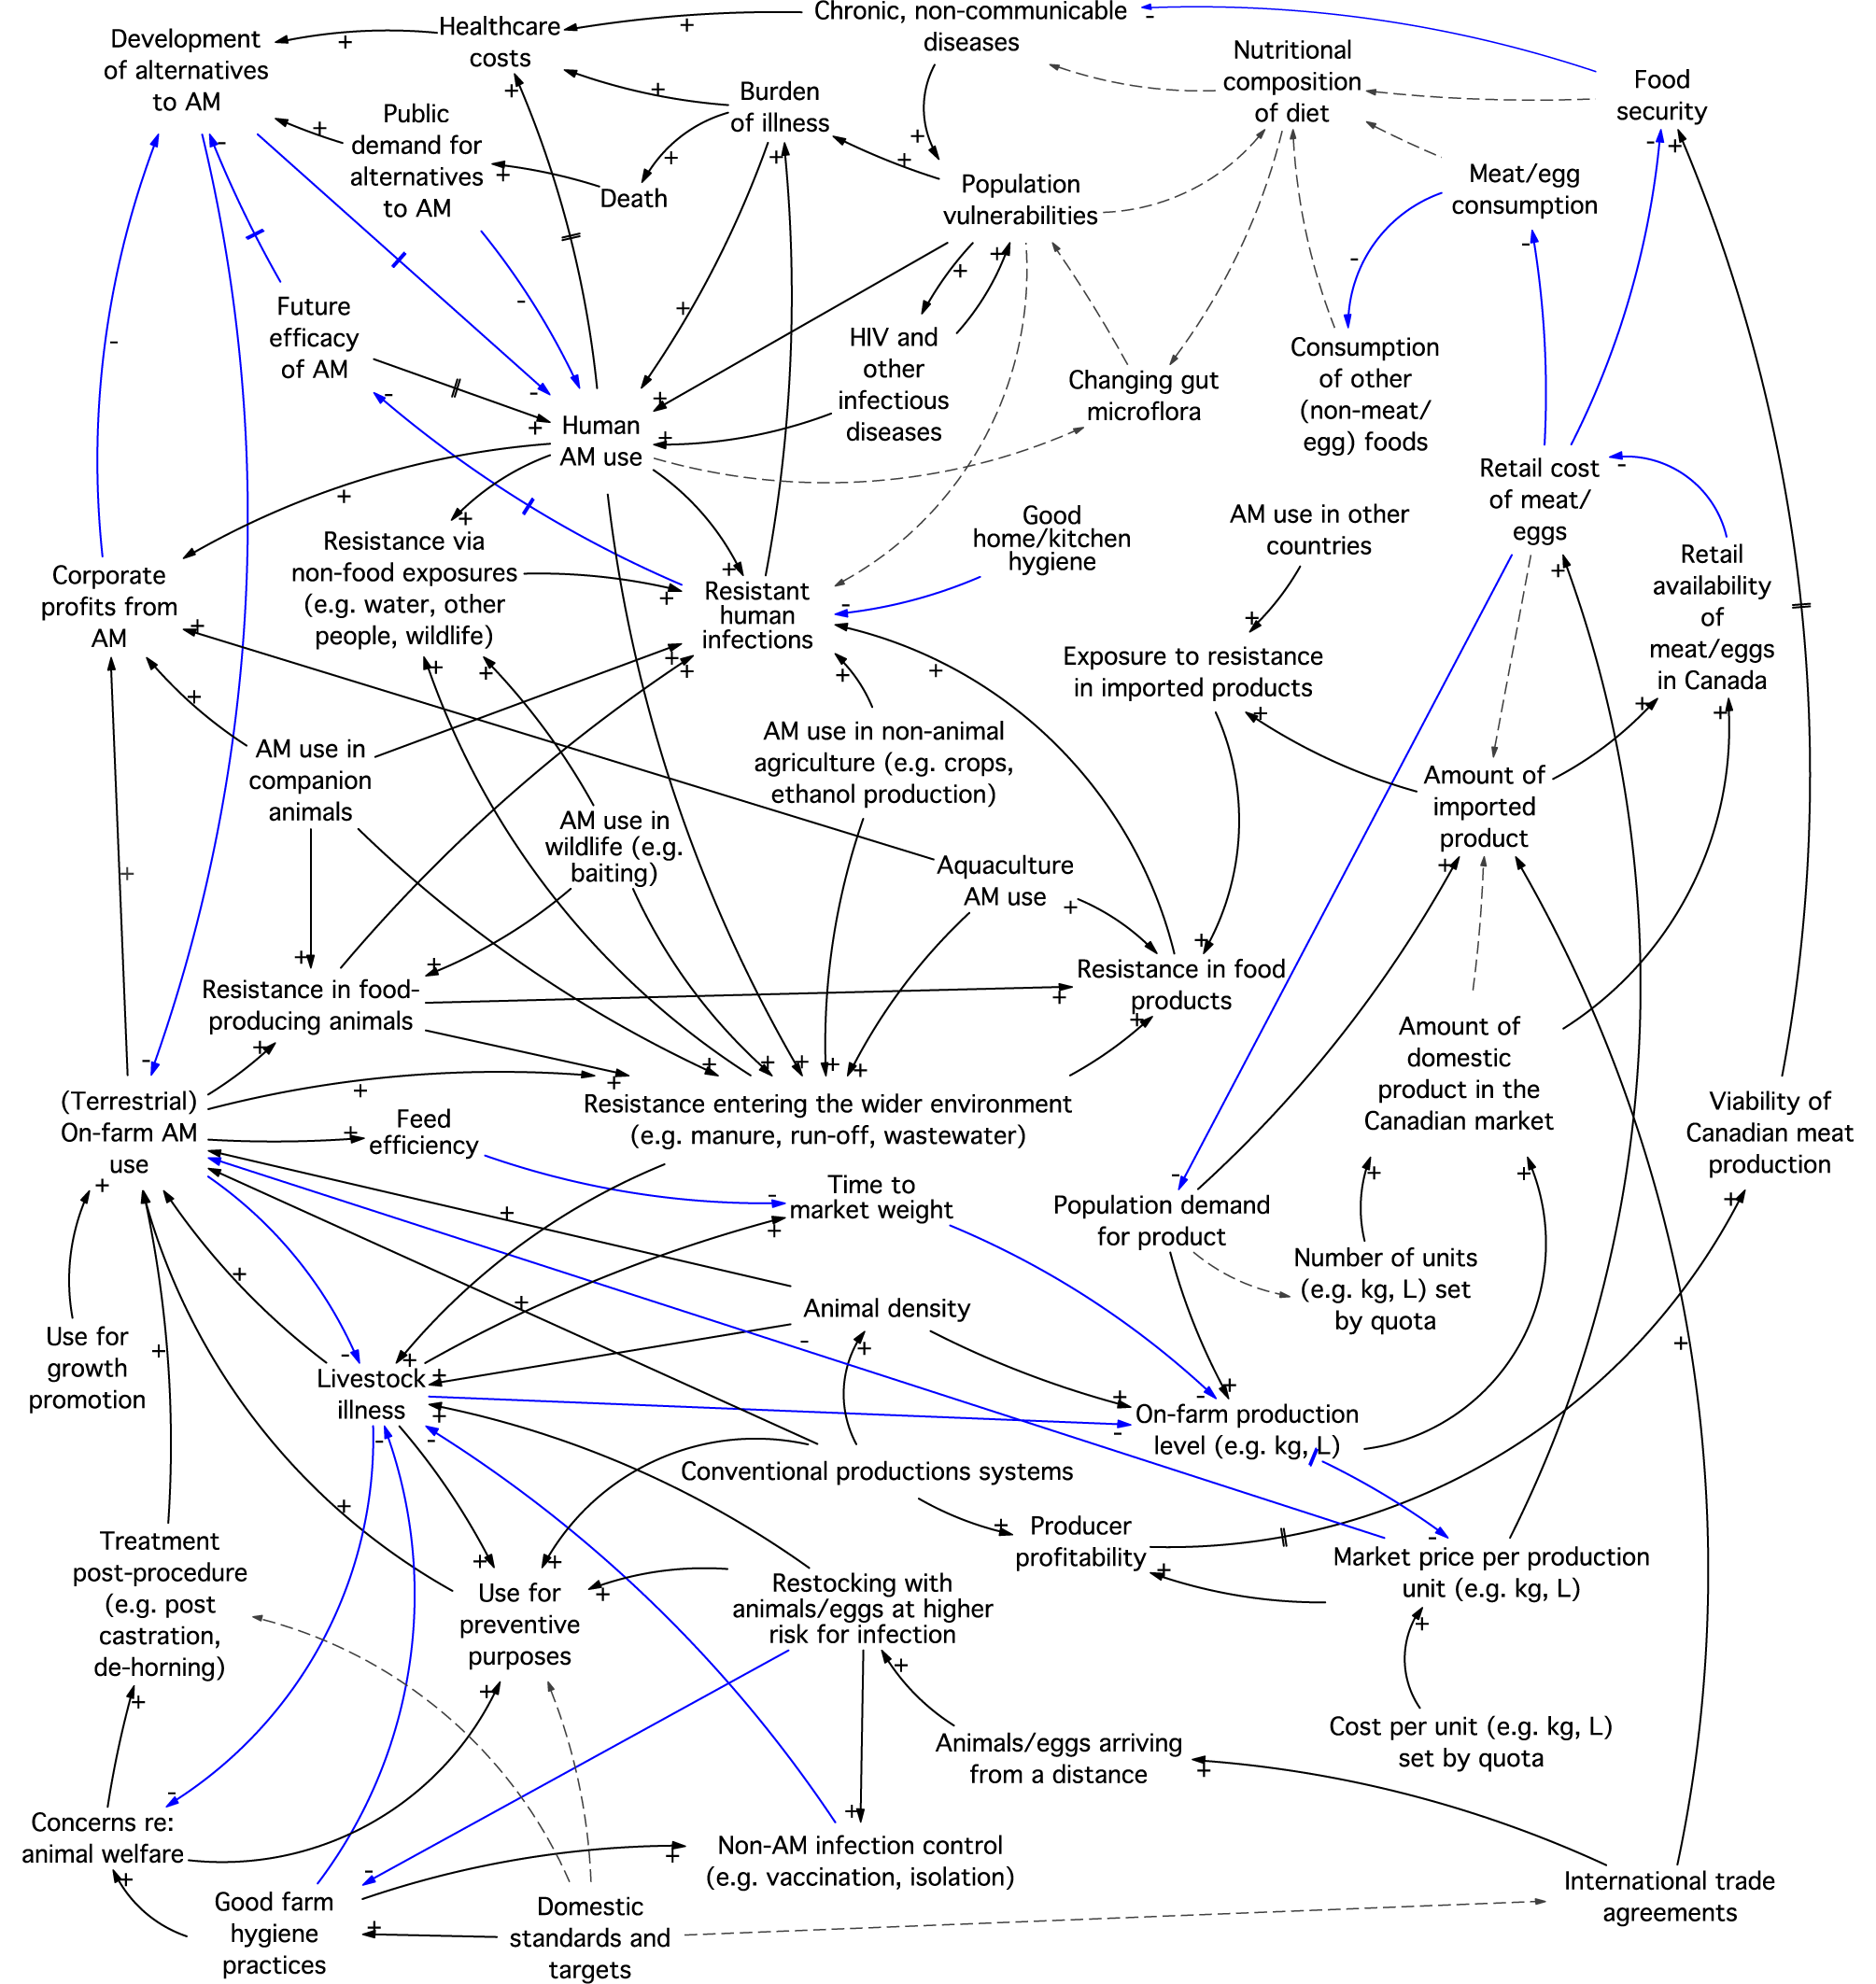 Chronic, non-communicable
diseases
Healthcare
costs
Development
of alternatives
to AM
Nutritional
composition
of diet
Food
security
Burden
of illness
Public
demand for
alternatives
to AM
Death
Population
vulnerabilities
Meat/egg
consumption
Future
efficacy
of AM
HIV and
other
infectious
diseases
Changing gut
microflora
Consumption
of other
(non-meat/
egg) foods
Human
AM use
Retail cost
of meat/
eggs
Good
home/kitchen
hygiene
AM use in other
countries
Resistance via
non-food exposures
(e.g. water, other
people, wildlife)
Retail
availability
of
meat/eggs
in Canada
Corporate
profits from
AM
Resistant
human
infections
Exposure to resistance
in imported products
AM use in
companion
animals
AM use in non-animal
agriculture (e.g. crops,
ethanol production)
Amount of
imported
product
AM use in
wildlife (e.g.
baiting)
Aquaculture
AM use
Resistance in food-
producing animals
Resistance in food
products
Amount of
domestic
product in the
Canadian market
(Terrestrial)
On-farm AM
use
Feed
efficiency
Resistance entering the wider environment
(e.g. manure, run-off, wastewater)
Viability of
Canadian meat
production
Time to
market weight
Population demand
for product
Number of units
(e.g. kg, L) set
by quota
Animal density
Use for
growth
promotion
Livestock
illness
On-farm production
level (e.g. kg, L)
Conventional productions systems
Producer
profitability
Market price per production
unit (e.g. kg, L)
Treatment
post-procedure
(e.g. post
castration,
de-horning)
Use for
preventive
purposes
Restocking with
animals/eggs at higher
risk for infection
Cost per unit (e.g. kg, L)
set by quota
Animals/eggs arriving
from a distance
Concerns re:
animal welfare
Non-AM infection control
(e.g. vaccination, isolation)
International trade
agreements
Good farm
hygiene
practices
Domestic
standards and
targets